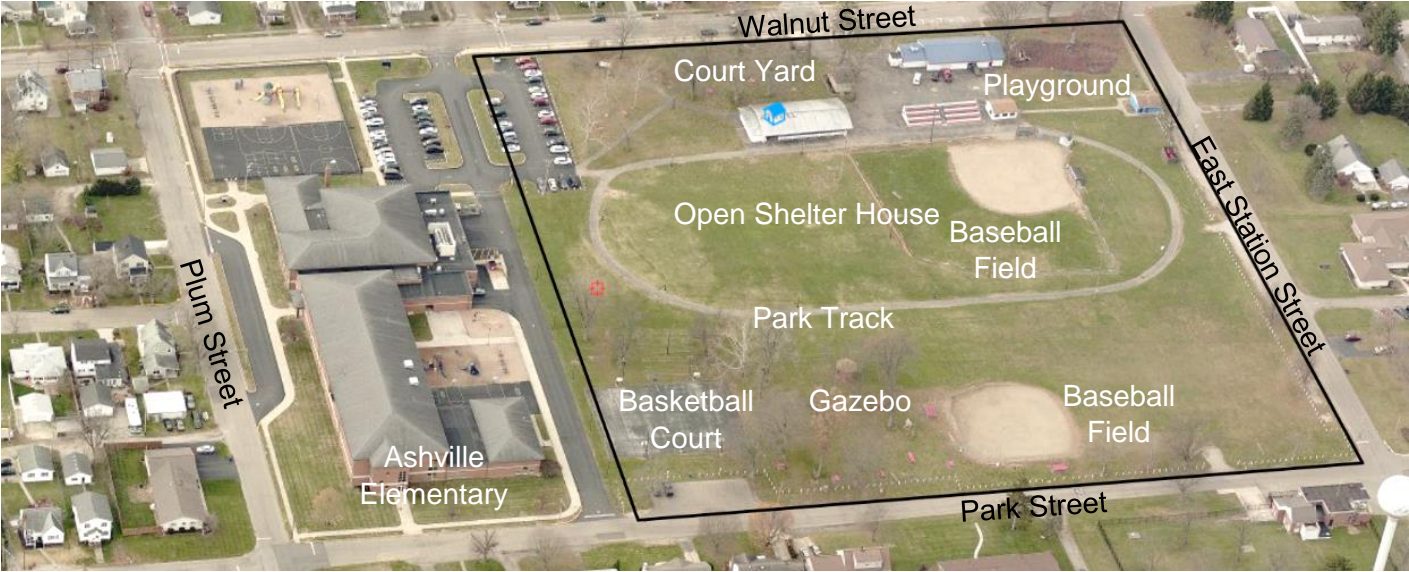 Walnut Street
Court Yard
Playground
East Station Street
Open Shelter House
Baseball
Field
Plum Street
Park Track
Basketball
Court
Gazebo
Baseball
Field
Ashville
Elementary
Park Street